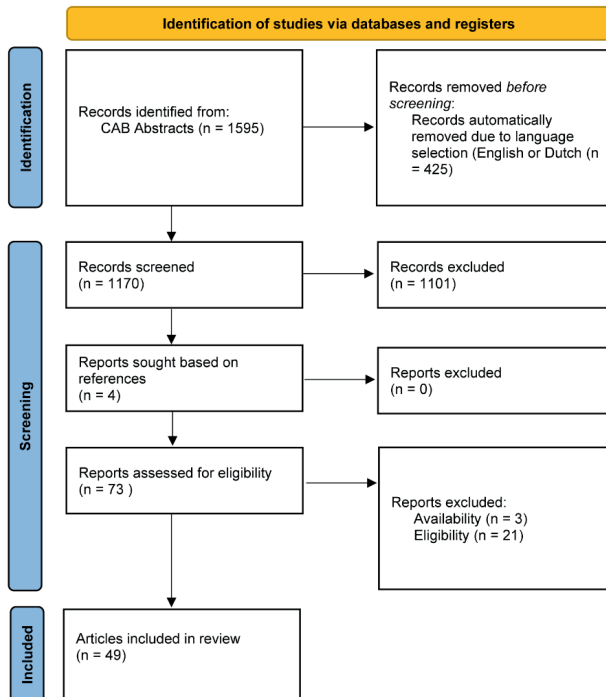 Identification of studies via databases and registers
Identification
Records identified from:
CAB Abstracts (n = 1595)
Records removed before
screening:
Records automatically
removed due to language
selection (English or Dutch (n
= 425)
Screening
Records screened
(n = 1170)
Records excluded
(n = 1101)
Reports sought based on
references
(n = 4)
Reports excluded
(n = 0)
Reports assessed for eligibility
(n = 73 )
Reports excluded:
Availability (n = 3)
Eligibility (n = 21)
Included
Articles included in review
(n = 49)